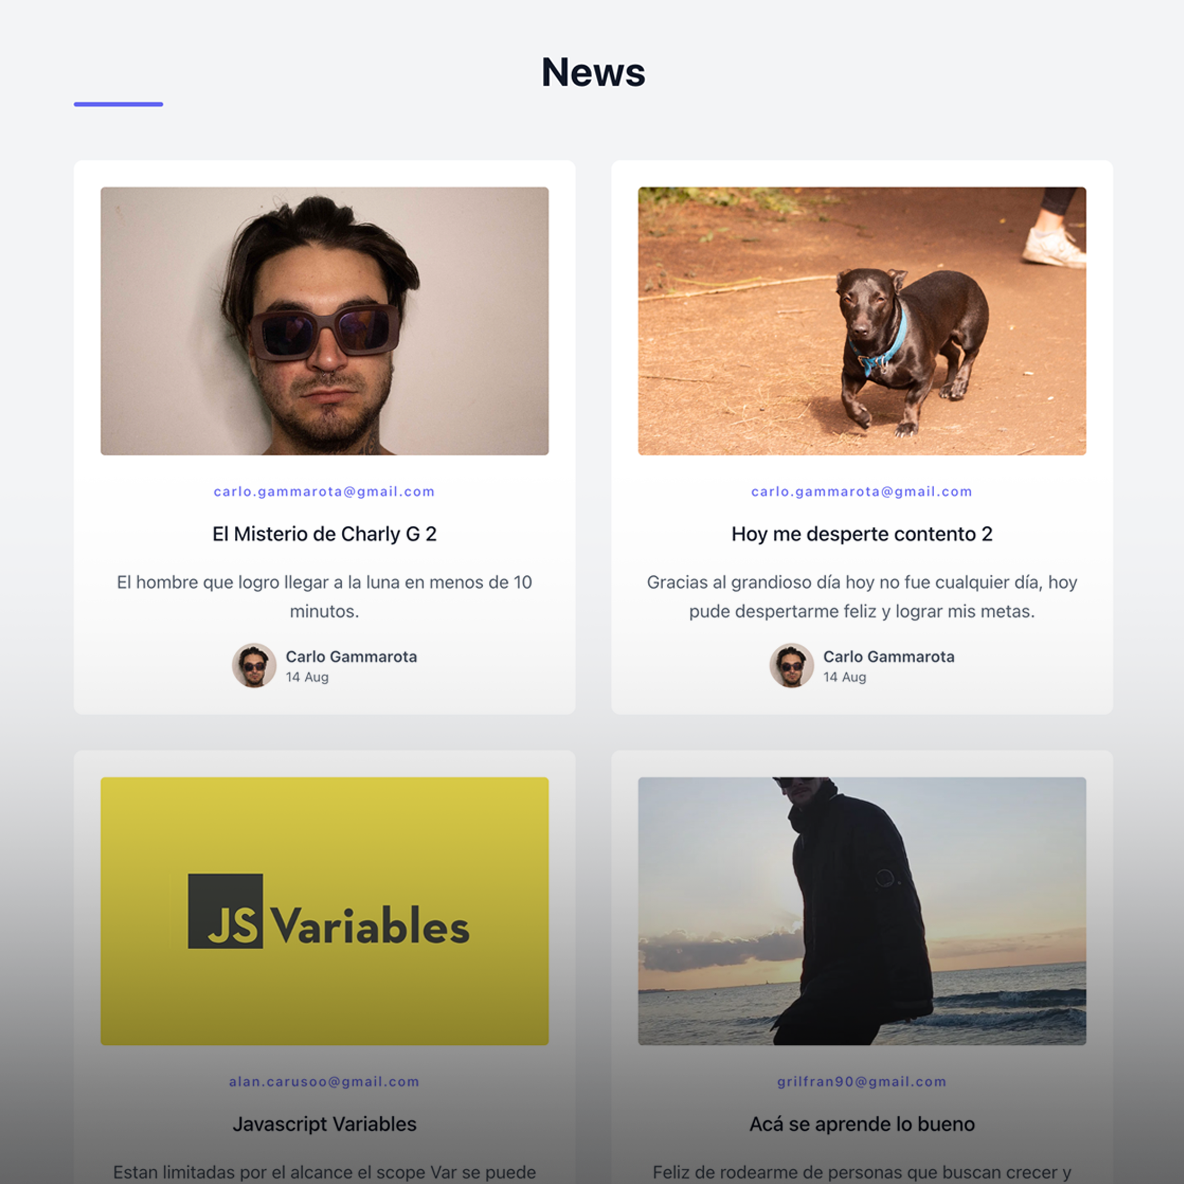 News
carlo.gammarota@gmail.com
El Misterio de Charly G 2
El hombre que logro llegar a la luna en menos de 10
minutos.
Carlo Gammarota
14 Aug
carlo.gammarota@gmail.com
Hoy me desperte contento 2
Gracias al grandioso día hoy no fue cualquier día, hoy
pude despertarme feliz y lograr mis metas.
Carlo Gammarota
14 Aug
JS Variables
alan.carusoo@gmail.com
Javascript Variables
Estan limitadas por el alcance el scope Var se puede
grilfran90@gmail.com
Acá se aprende lo bueno
Feliz de rodearme de personas que buscan crecer y